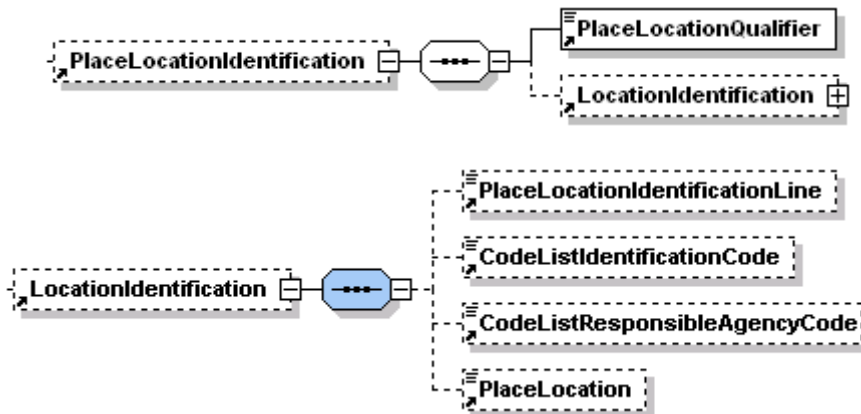 PlaceLocationIdentification
PlaceLocationQualifier
LocationIdentification
LocationIdentification
PlaceLocationIdentificationLine
CodeListIdentificationCode
CodeListResponsibleAgencyCode
PlaceLocation